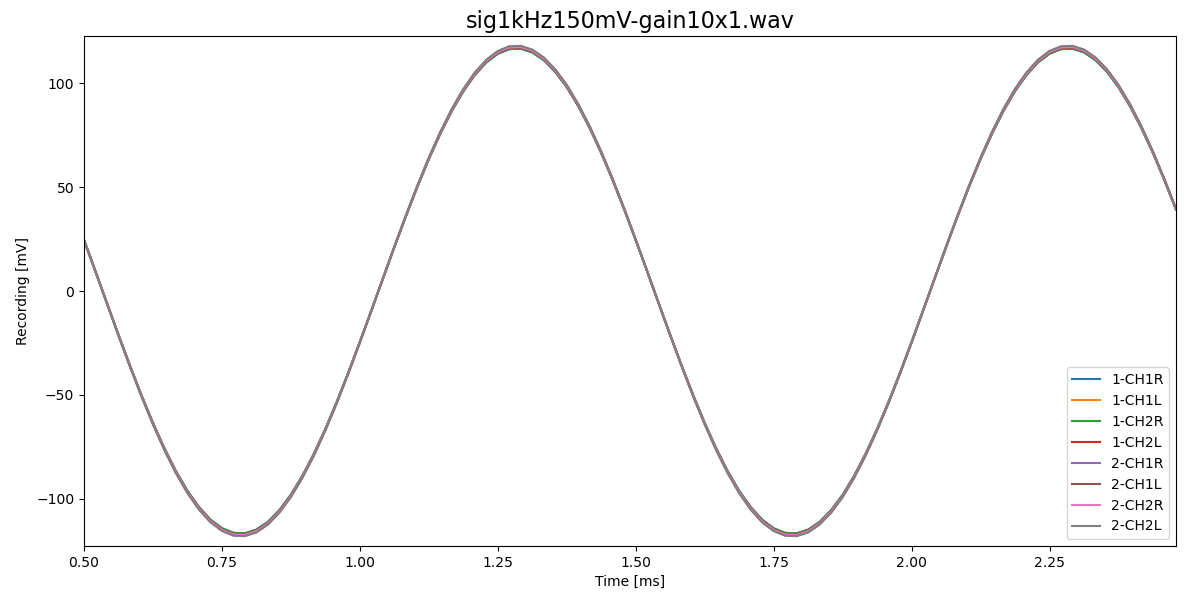 sig1kHz150mV-gain10x1.wav
100
50
0
−50
−100
Recording [mV]
0.50 0.75 1.00 1.25 1.50 1.75 2.00 2.25
Time [ms]
1-CH1R
1-CH1L
1-CH2R
1-CH2L
2-CH1R
2-CH1L
2-CH2R
2-CH2L